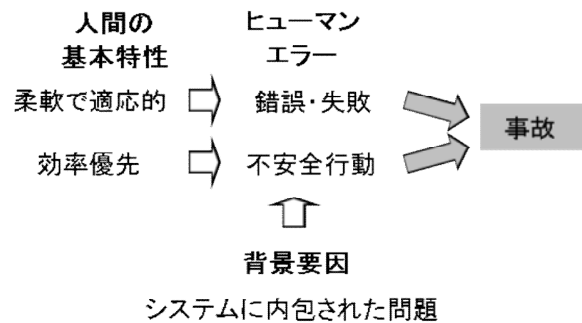 人間の
基本特性
ヒューマン
エラー
柔軟で適応的
錯誤・失敗
事故
効率優先
不安全行動
背景要因
システムに内包された問題